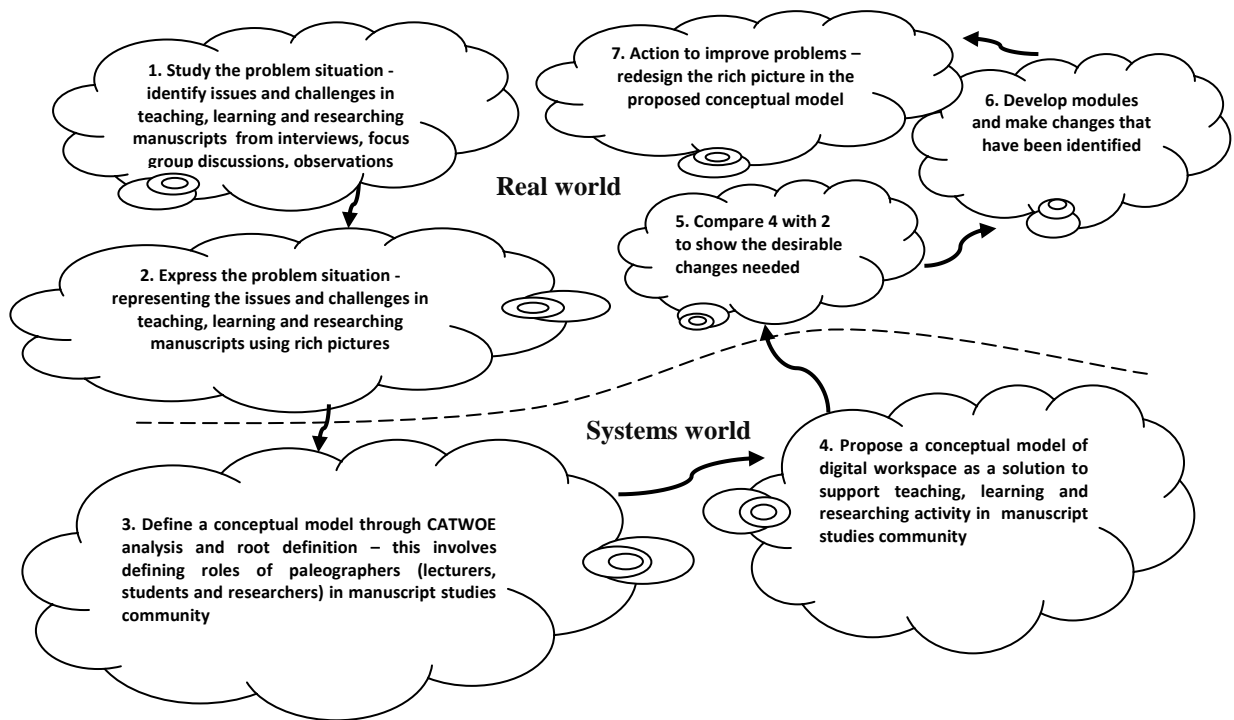 1. Study the problem situation -
identify issues and challenges in
teaching, learning and researching
manuscripts from interviews, focus
group discussions, observations
Real world
2. Express the problem situation -
representing the issues and challenges in
teaching, learning and researching
manuscripts using rich pictures
Systems world
3. Define a conceptual model through CATWOE
analysis and root definition – this involves
defining roles of paleographers (lecturers,
students and researchers) in manuscript studies
community
4. Propose a conceptual model of
digital workspace as a solution to
support teaching, learning and
researching activity in manuscript
studies community
5. Compare 4 with 2
to show the desirable
changes needed
6. Develop modules
and make changes that
have been identified
7. Action to improve problems –
redesign the rich picture in the
proposed conceptual model